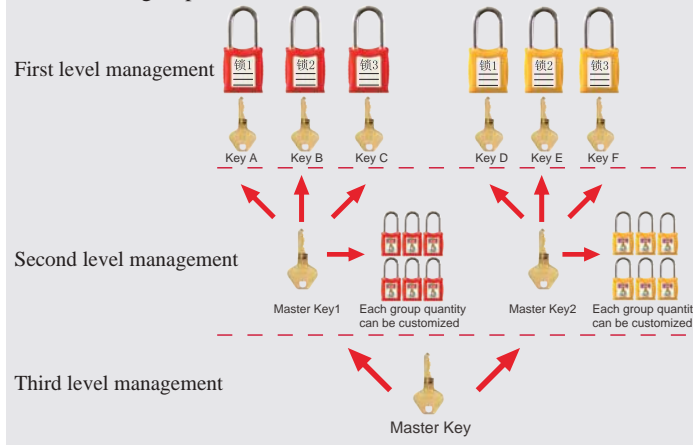 First level management
锁1 锁2 锁3 锁1 锁2 锁3
Key A Key B Key C Key D Key E Key F
Second level management
Master Key1 Each group quantity
can be customized
Master Key2 Each group quantit
can be customized
Third level management
Master Key